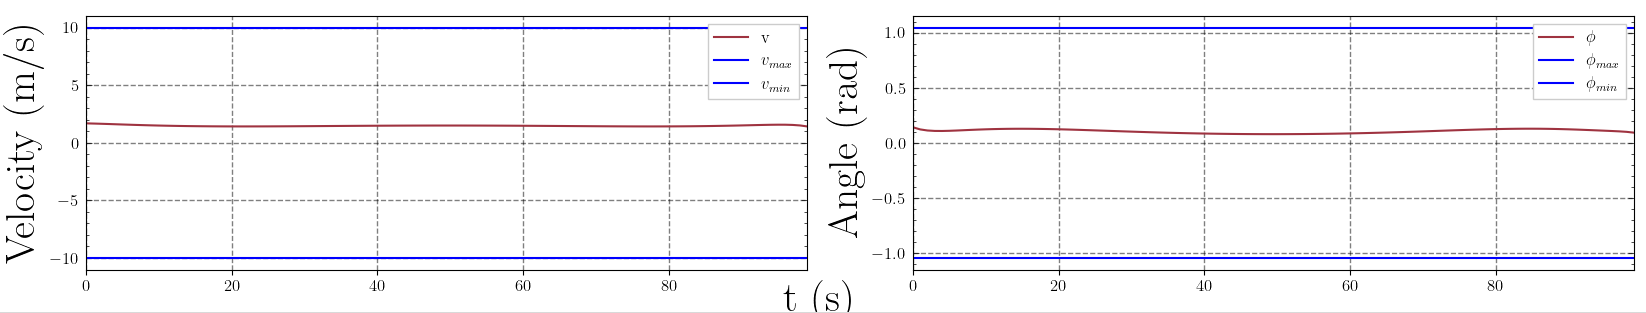 Velocity (m/s)
10
5
0
−5
−10
0 20 40 60 80
v
v_max
v_min
Angle (rad)
1.0
0.5
0.0
−0.5
−1.0
0 20 40 60 80
ϕ
ϕ_max
ϕ_min
t (s)